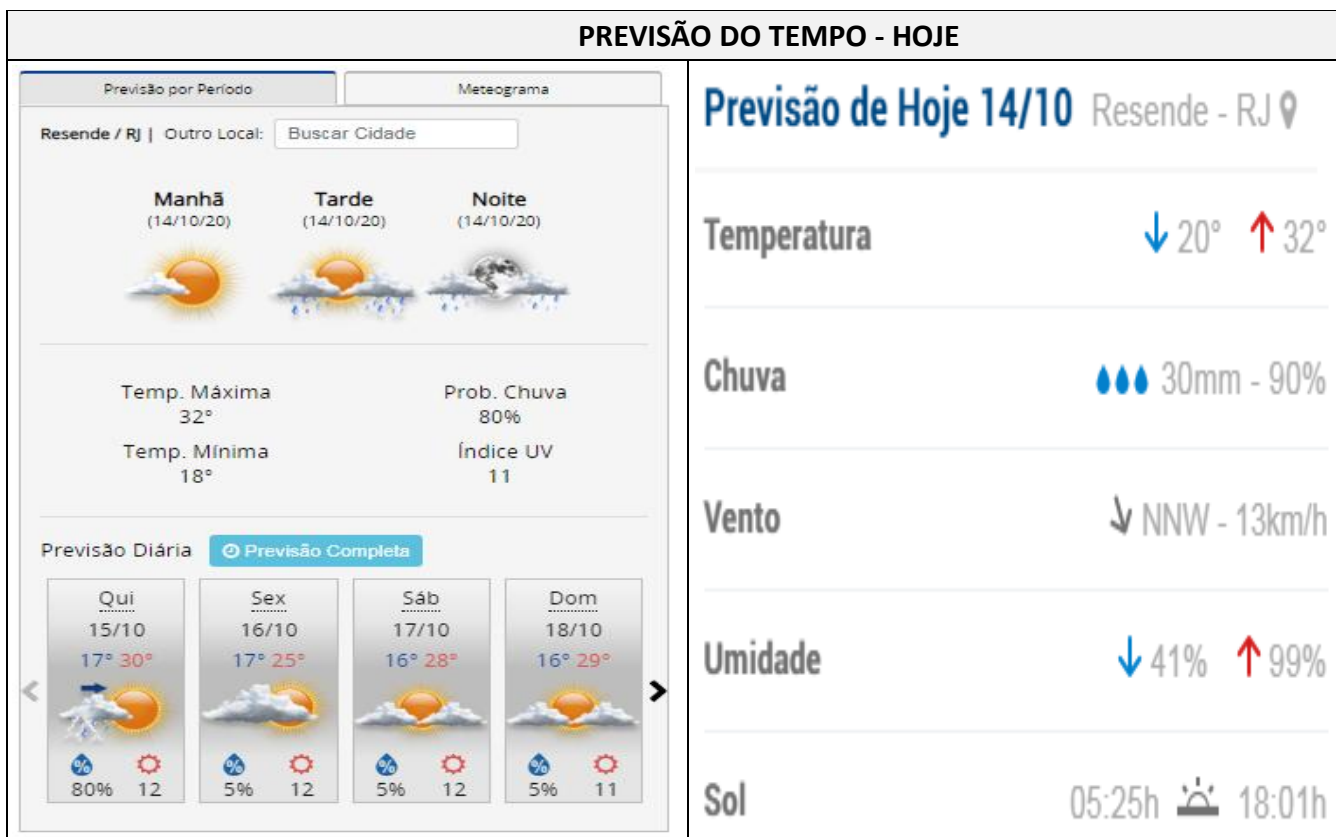 PREVISÃO DO TEMPO - HOJE
Previsão por Período Meteograma
Resende / RJ | Outro Local: Buscar Cidade
Manhã Tarde Noite
(14/10/20) (14/10/20) (14/10/20)
Temp. Máxima Prob. Chuva
32° 80%
Temp. Mínima Índice UV
18° 11
Previsão Diária Previsão Completa
Qui Sex Sáb Dom
15/10 16/10 17/10 18/10
17° 30° 17° 25° 16° 28° 16° 29°
% % % %
80% 12 5% 12 5% 12 5% 11
Previsão de Hoje 14/10 Resende - RJ
Temperatura 20° 32°
Chuva 30mm - 90%
Vento NNW - 13km/h
Umidade 41% 99%
Sol 05:25h 18:01h